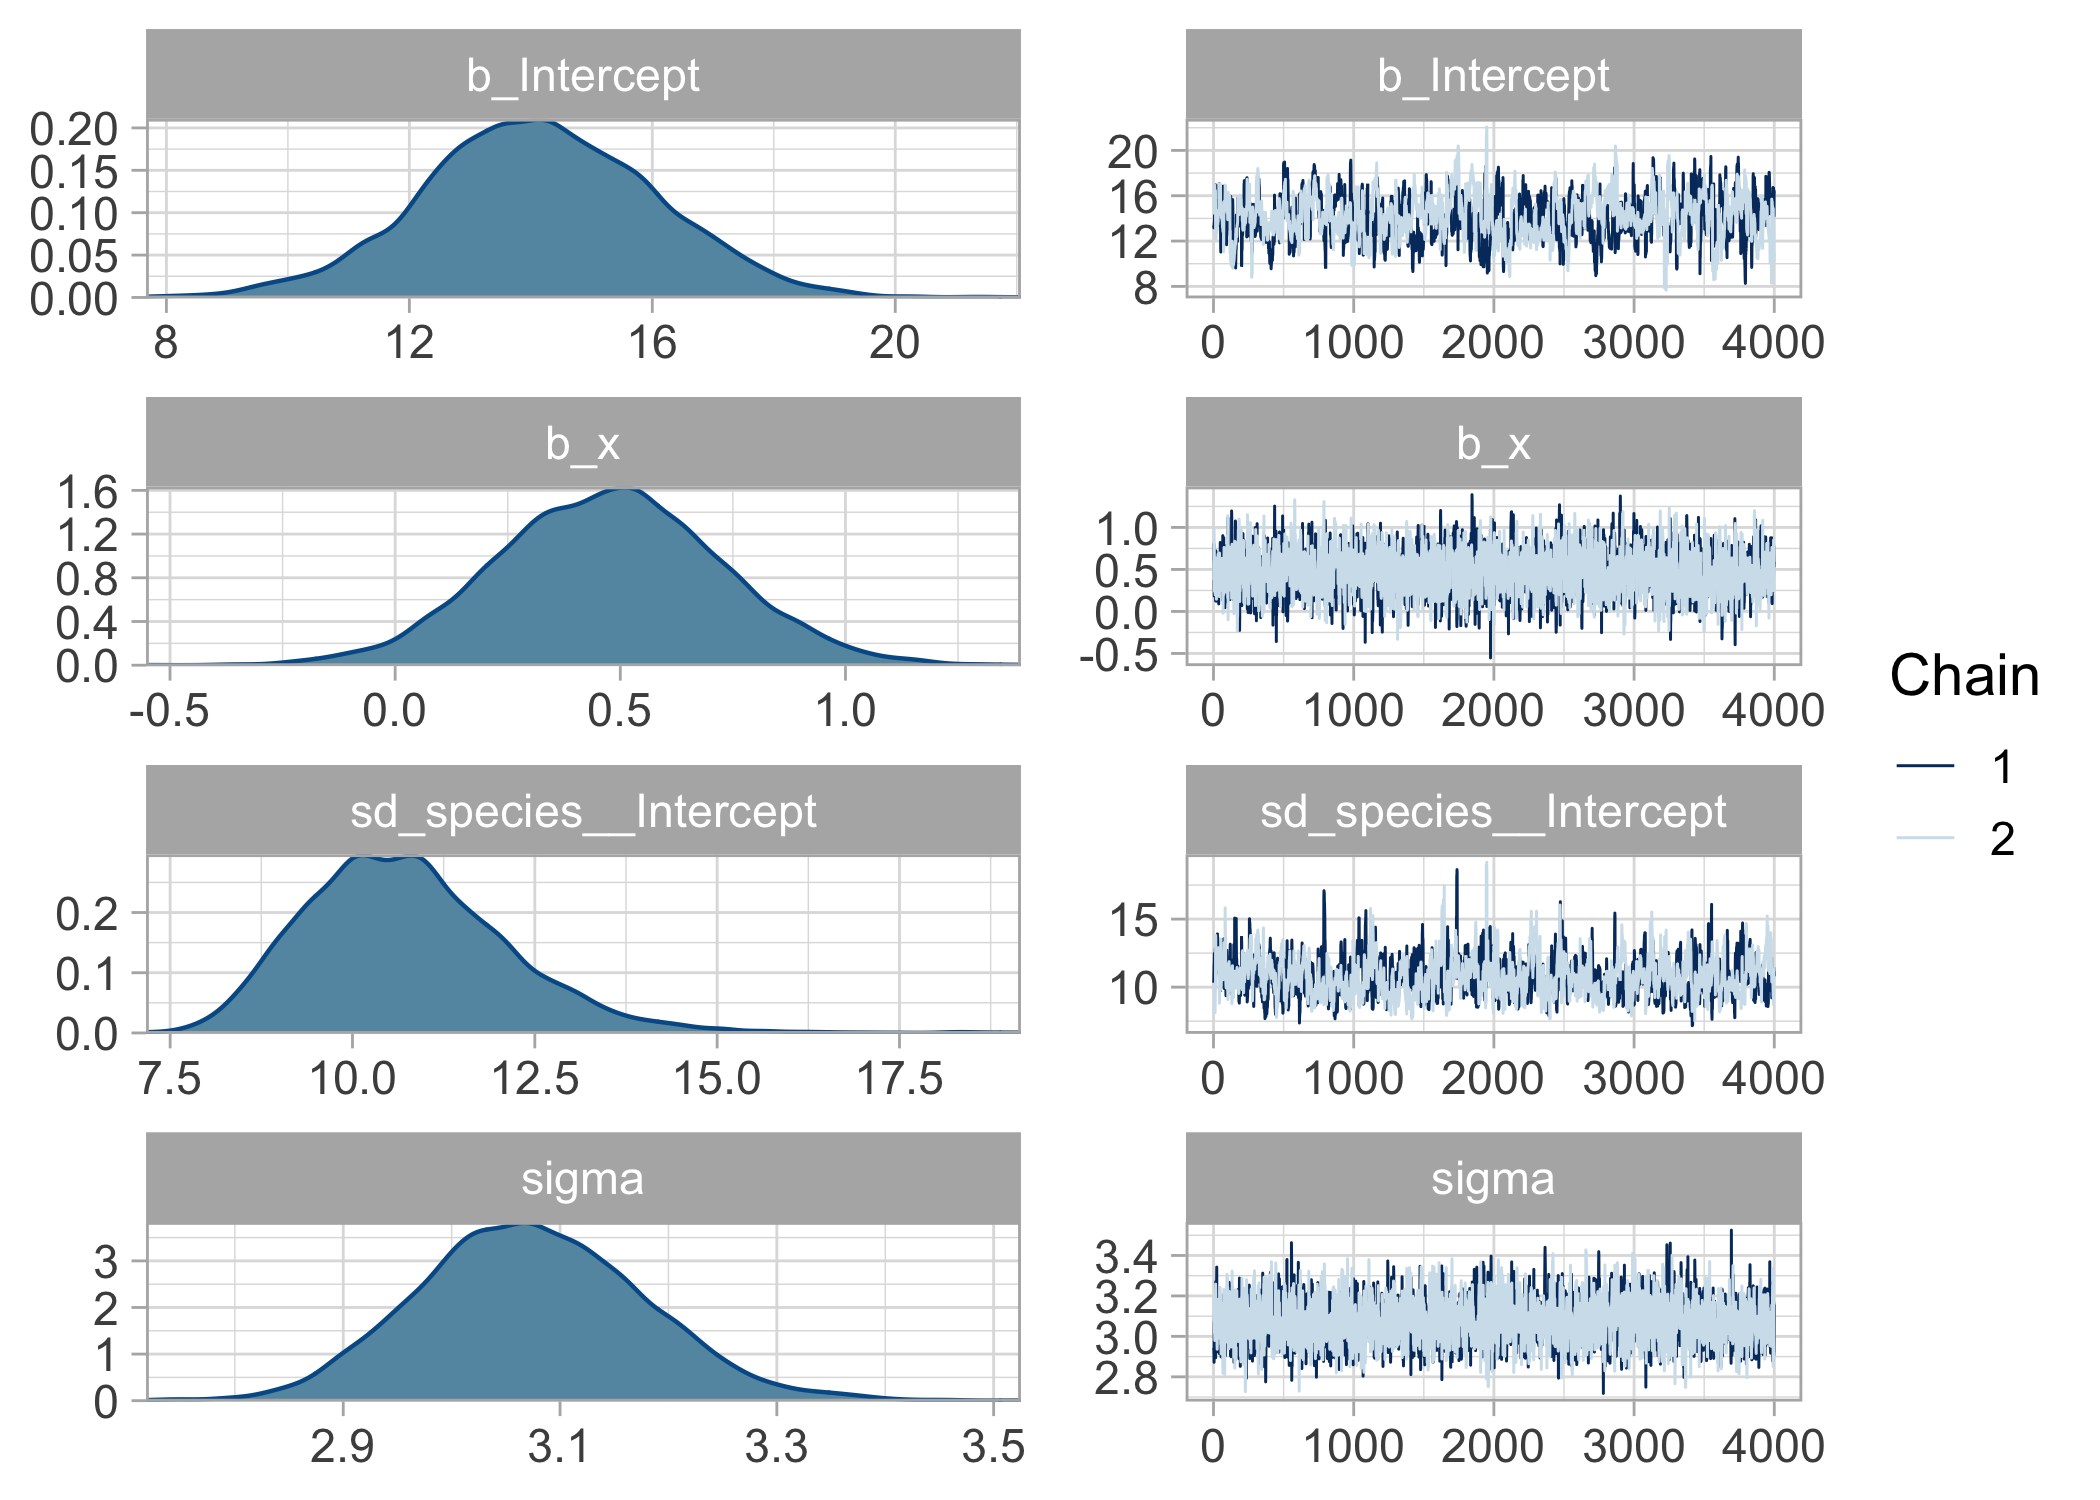 b_Intercept
0.20
0.15
0.10
0.05
0.00
8 12 16 20
b_Intercept
20
16
12
8
0 1000 2000 3000 4000
b_x
1.6
1.2
0.8
0.4
0.0
-0.5 0.0 0.5 1.0
b_x
1.0
0.5
0.0
-0.5
0 1000 2000 3000 4000
sd_species__Intercept
0.2
0.1
0.0
7.5 10.0 12.5 15.0 17.5
sd_species__Intercept
15
10
0 1000 2000 3000 4000
sigma
3
2
1
0
2.9 3.1 3.3 3.5
sigma
3.4
3.2
3.0
2.8
0 1000 2000 3000 4000
Chain
1
2